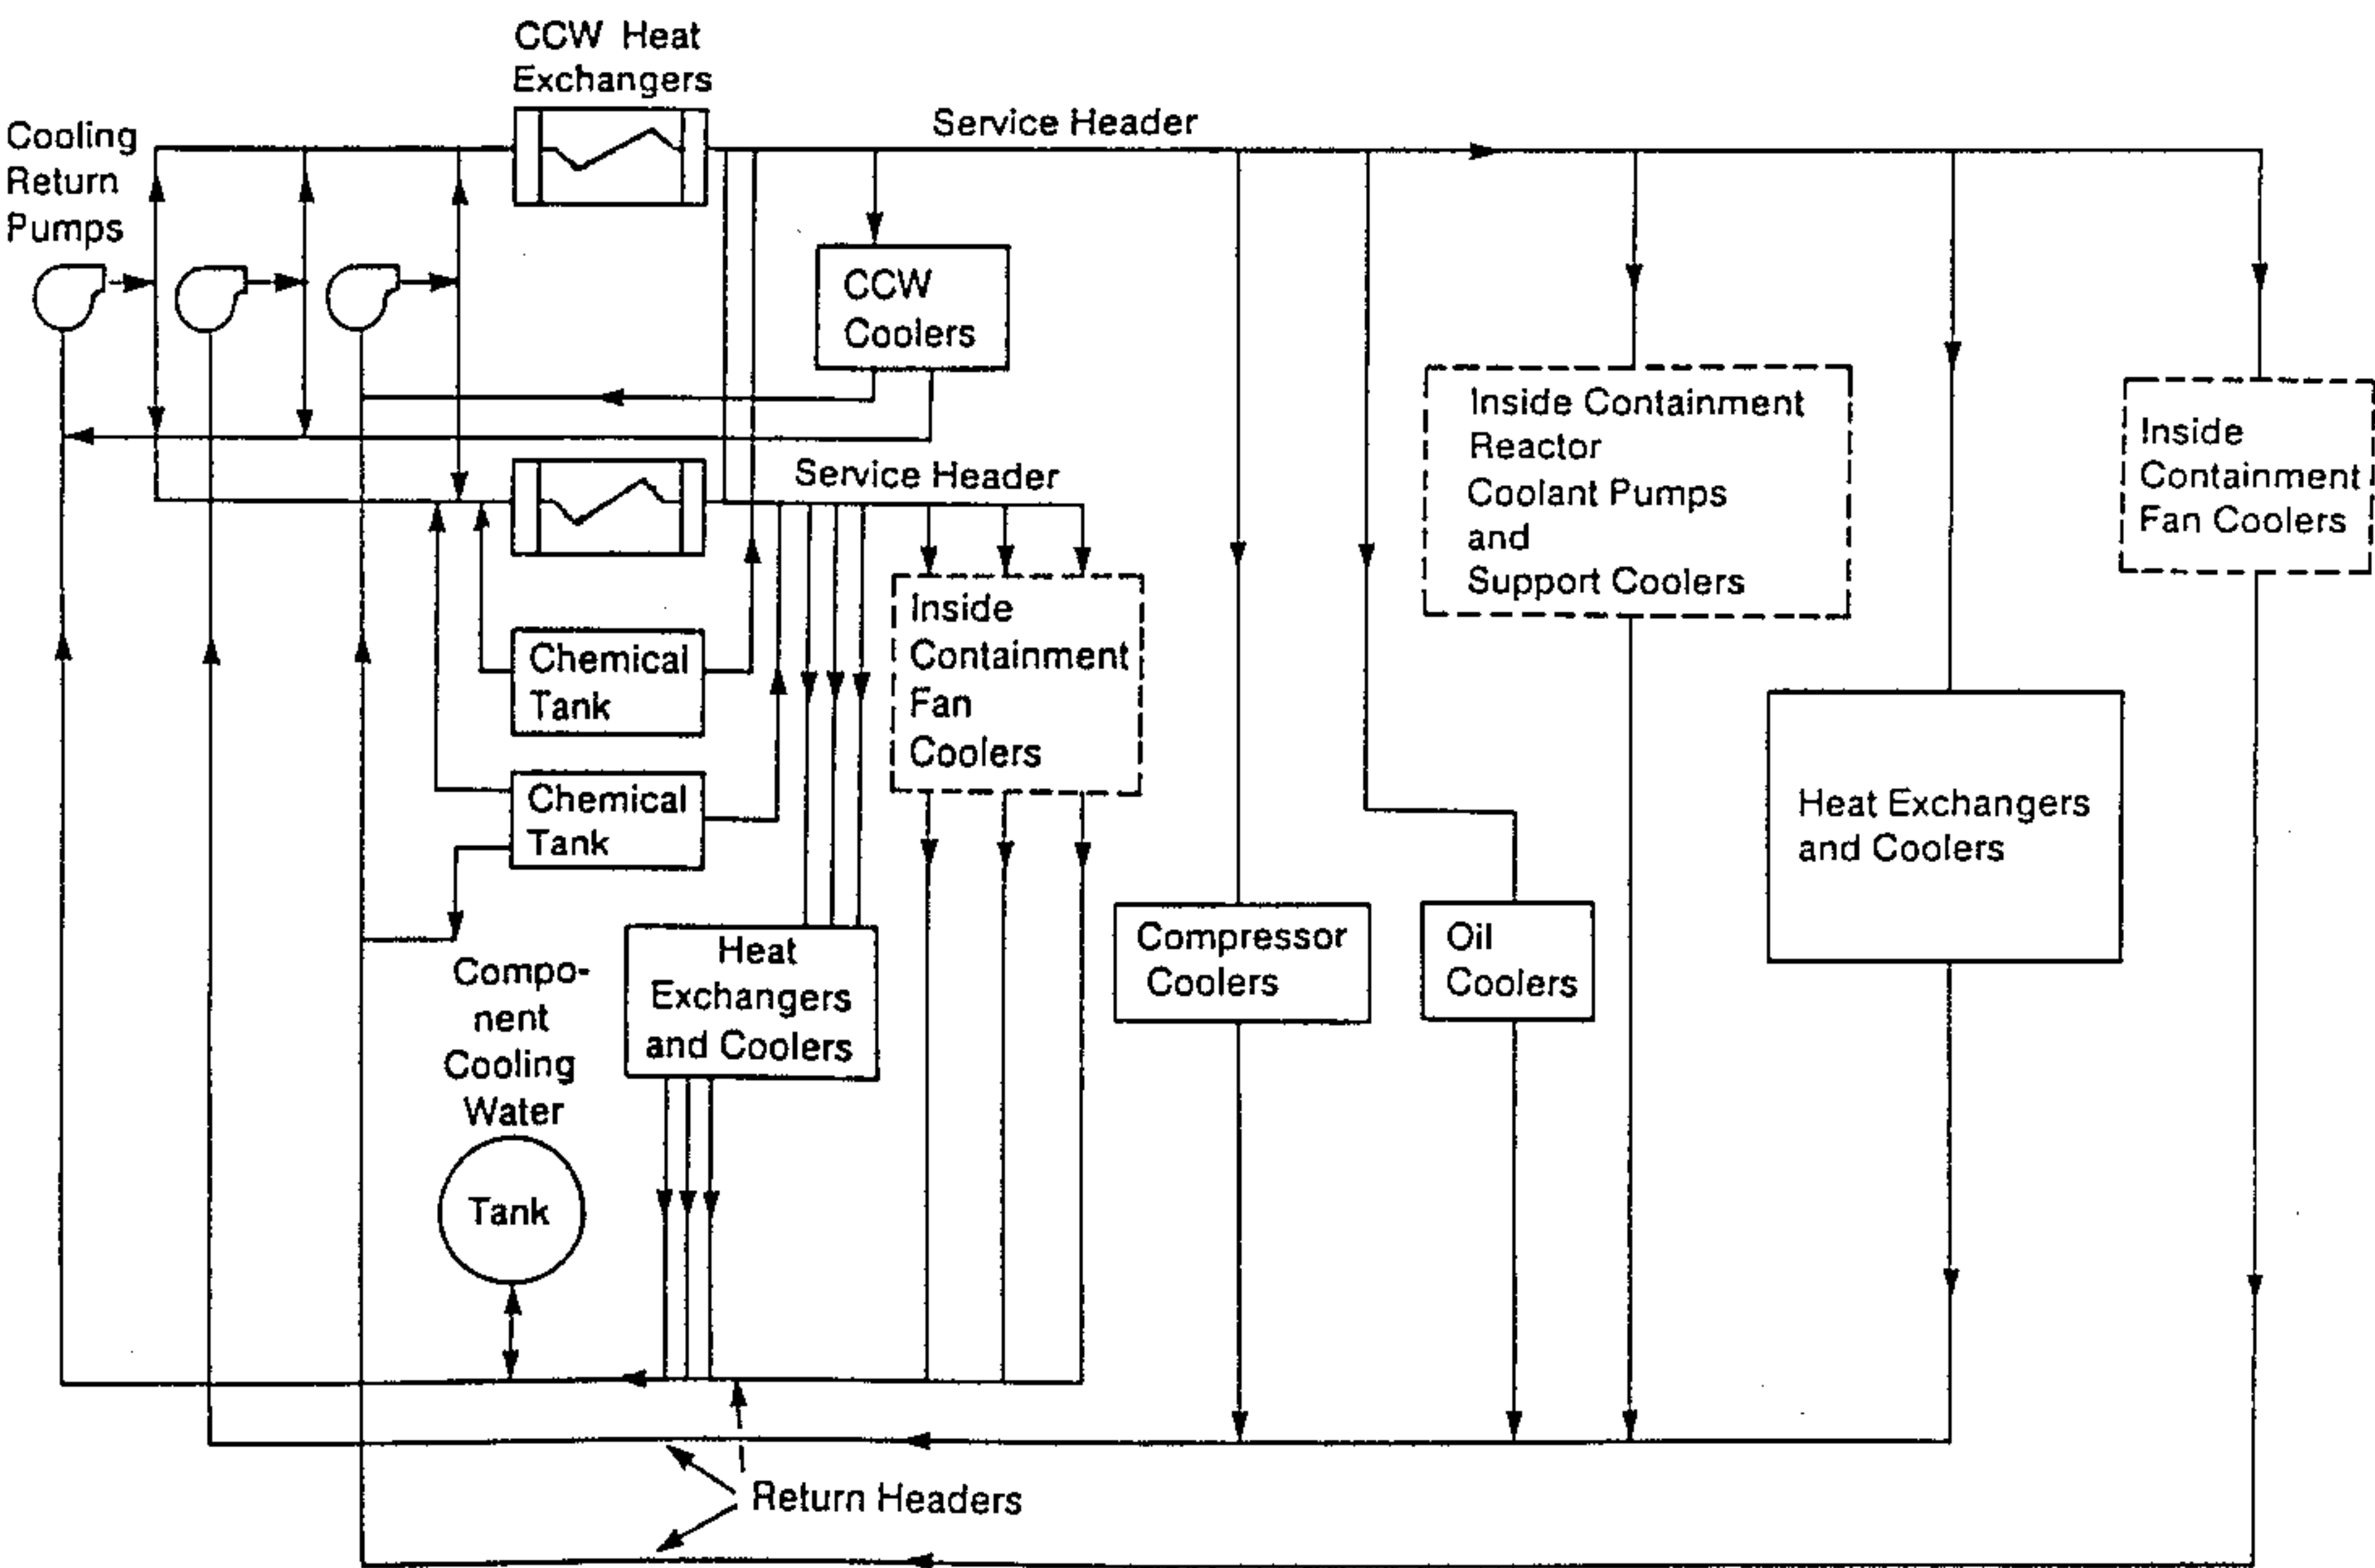 CCW Heat
Exchangers
Service Header
Cooling
Return
Pumps
CCW
Coolers
Inside Containment
Reactor
Coolant Pumps
and
Support Coolers
Inside
Containment
Fan Coolers
Service Header
Inside
Containment
Fan
Coolers
Chemical
Tank
Chemical
Tank
Heat Exchangers
and Coolers
Compressor
Coolers
Oil
Coolers
Heat
Exchangers
and Coolers
Compo-
nent
Cooling
Water
Tank
Return Headers